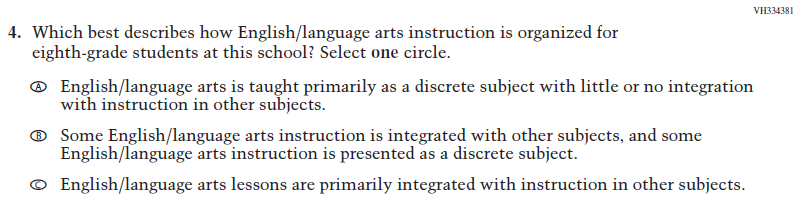 VH334381
4. Which best describes how English/language arts instruction is organized for
eighth-grade students at this school? Select one circle.
A English/language arts is taught primarily as a discrete subject with little or no integration
with instruction in other subjects.
B Some English/language arts instruction is integrated with other subjects, and some
English/language arts instruction is presented as a discrete subject.
C English/language arts lessons are primarily integrated with instruction in other subjects.